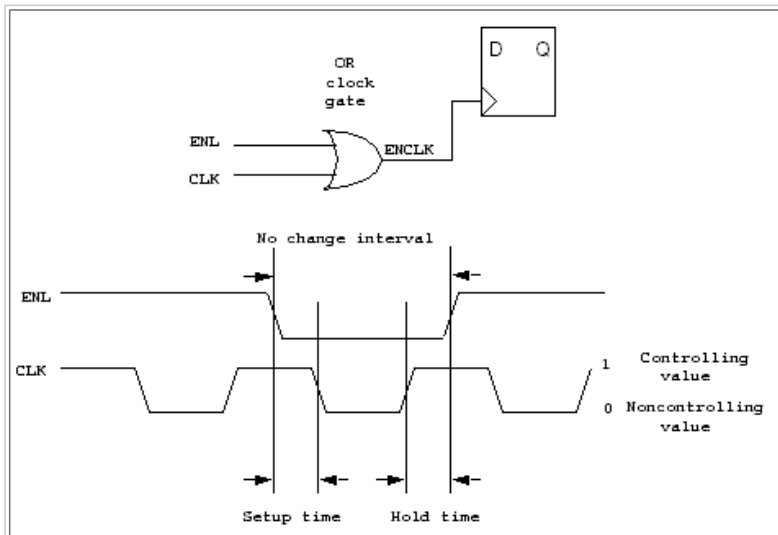 D Q
OR
clock
gate
ENL
ENCLK
CLK
No change interval
ENL
CLK
1 Controlling
value
0 Noncontrolling
value
Setup time
Hold time